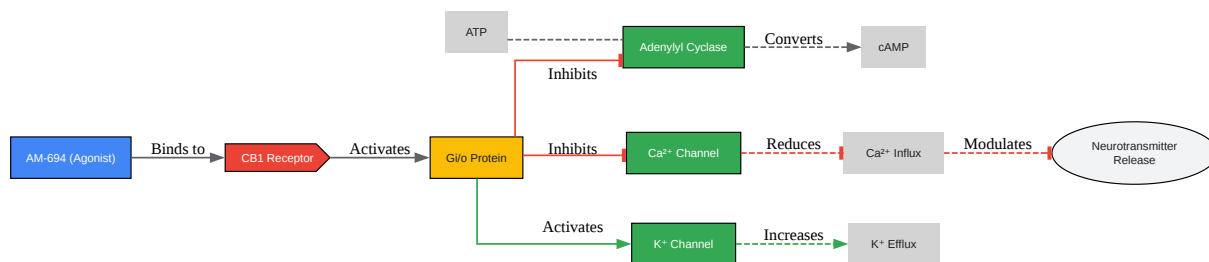 ATP
Adenylyl Cyclase
Converts
cAMP
Inhibits
AM-694 (Agonist)
Binds to
CB1 Receptor
Activates
Gi/o Protein
Inhibits
Ca²⁺ Channel
Reduces
Ca²⁺ Influx
Modulates
Neurotransmitter
Release
Activates
K⁺ Channel
Increases
K⁺ Efflux